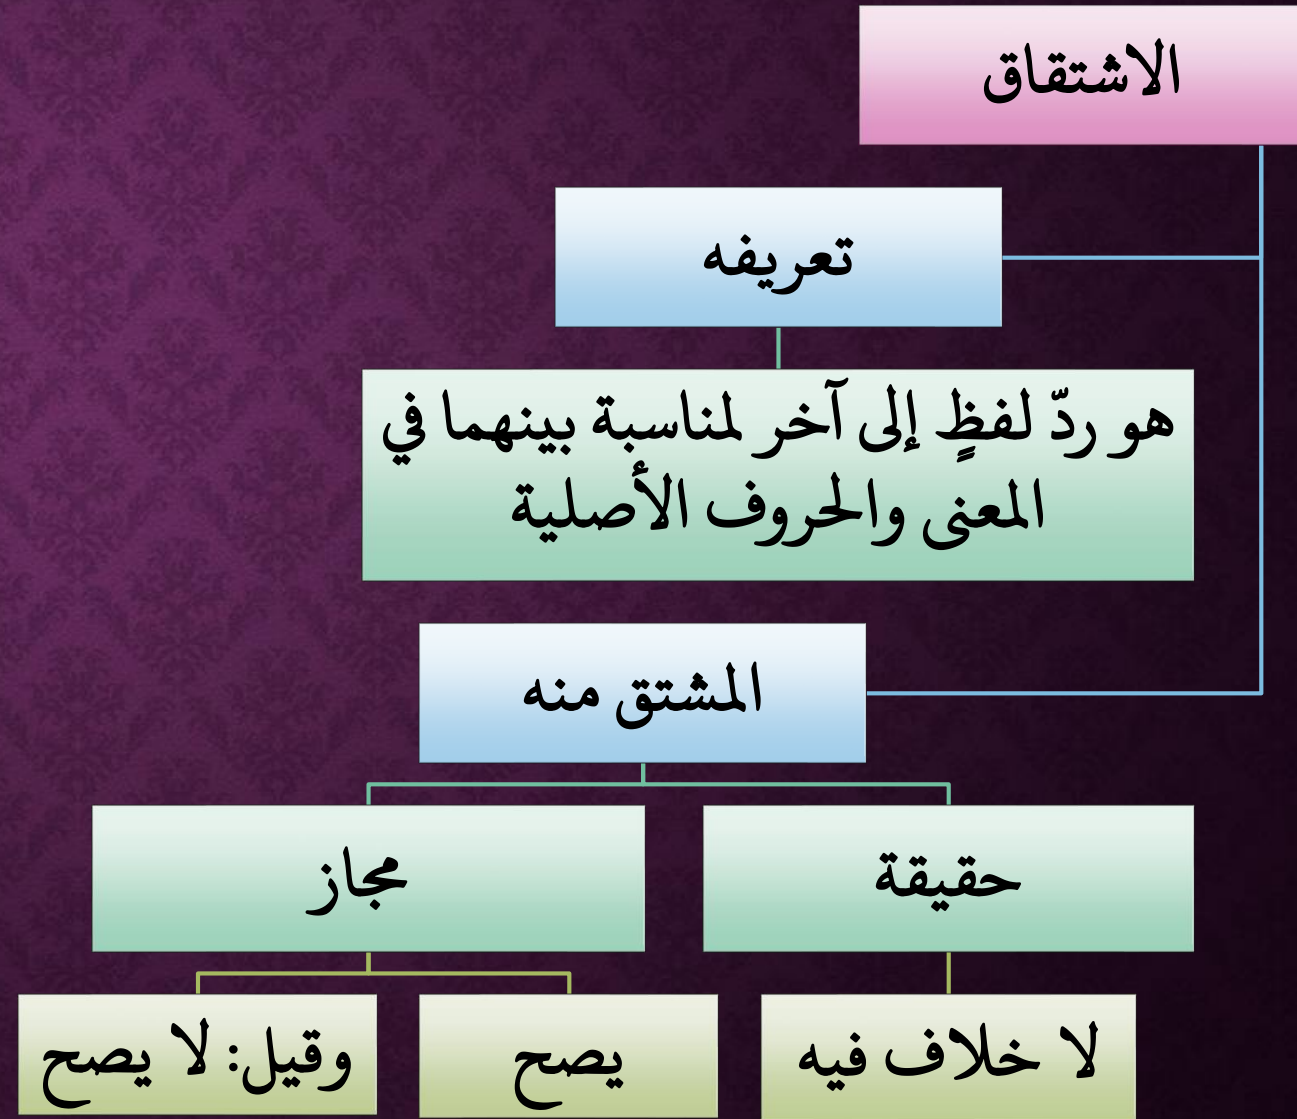 الاشتقاق
تعريفه
هو ردّ لفظٍ إلى آخر لمناسبة بينهما في
المعنى والحروف الأصلية
المشتق منه
حقيقة
مجاز
لا خلاف فيه
يصح
وقيل: لا يصح